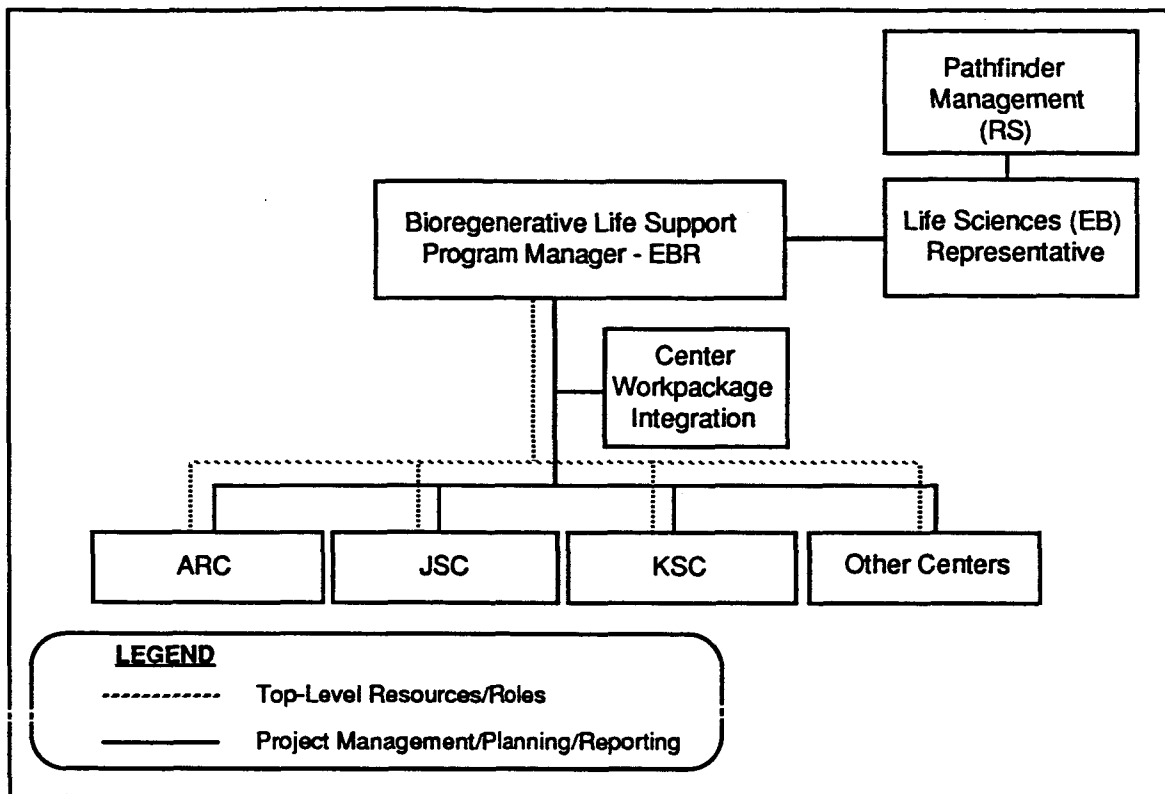 Pathfinder
Management
(RS)
Bioregenerative Life Support
Program Manager - EBR
Life Sciences (EB)
Representative
Center
Workpackage
Integration
ARC
JSC
KSC
Other Centers
LEGEND
Top-Level Resources/Roles
Project Management/Planning/Reporting